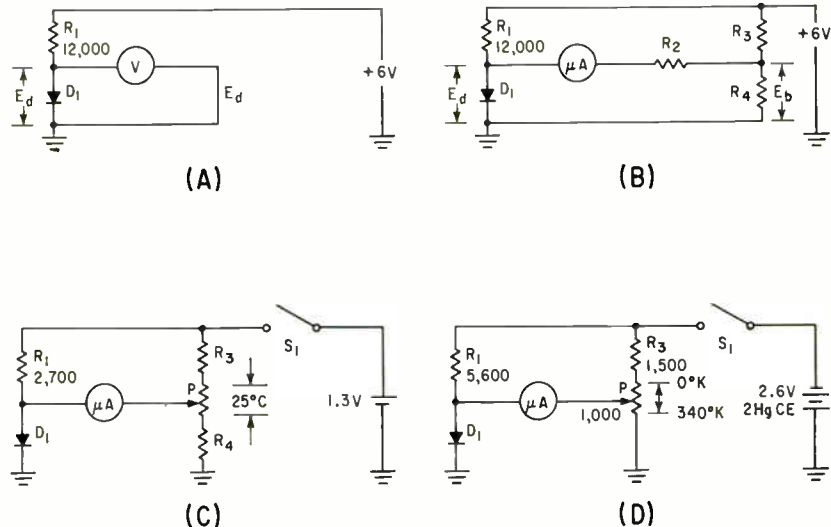 R1
12,000
V
Ed
D1
Ed
+6V
(A)
R1
12,000
μA
R2
R3
+6V
Ed
D1
R4
Eb
(B)
R1
2,700
μA
D1
R3
P
25°C
R4
S1
1.3V
(C)
R1
5,600
μA
D1
R3
1,500
P
0°K
1,000
340°K
S1
2.6V
2HgCE
(D)